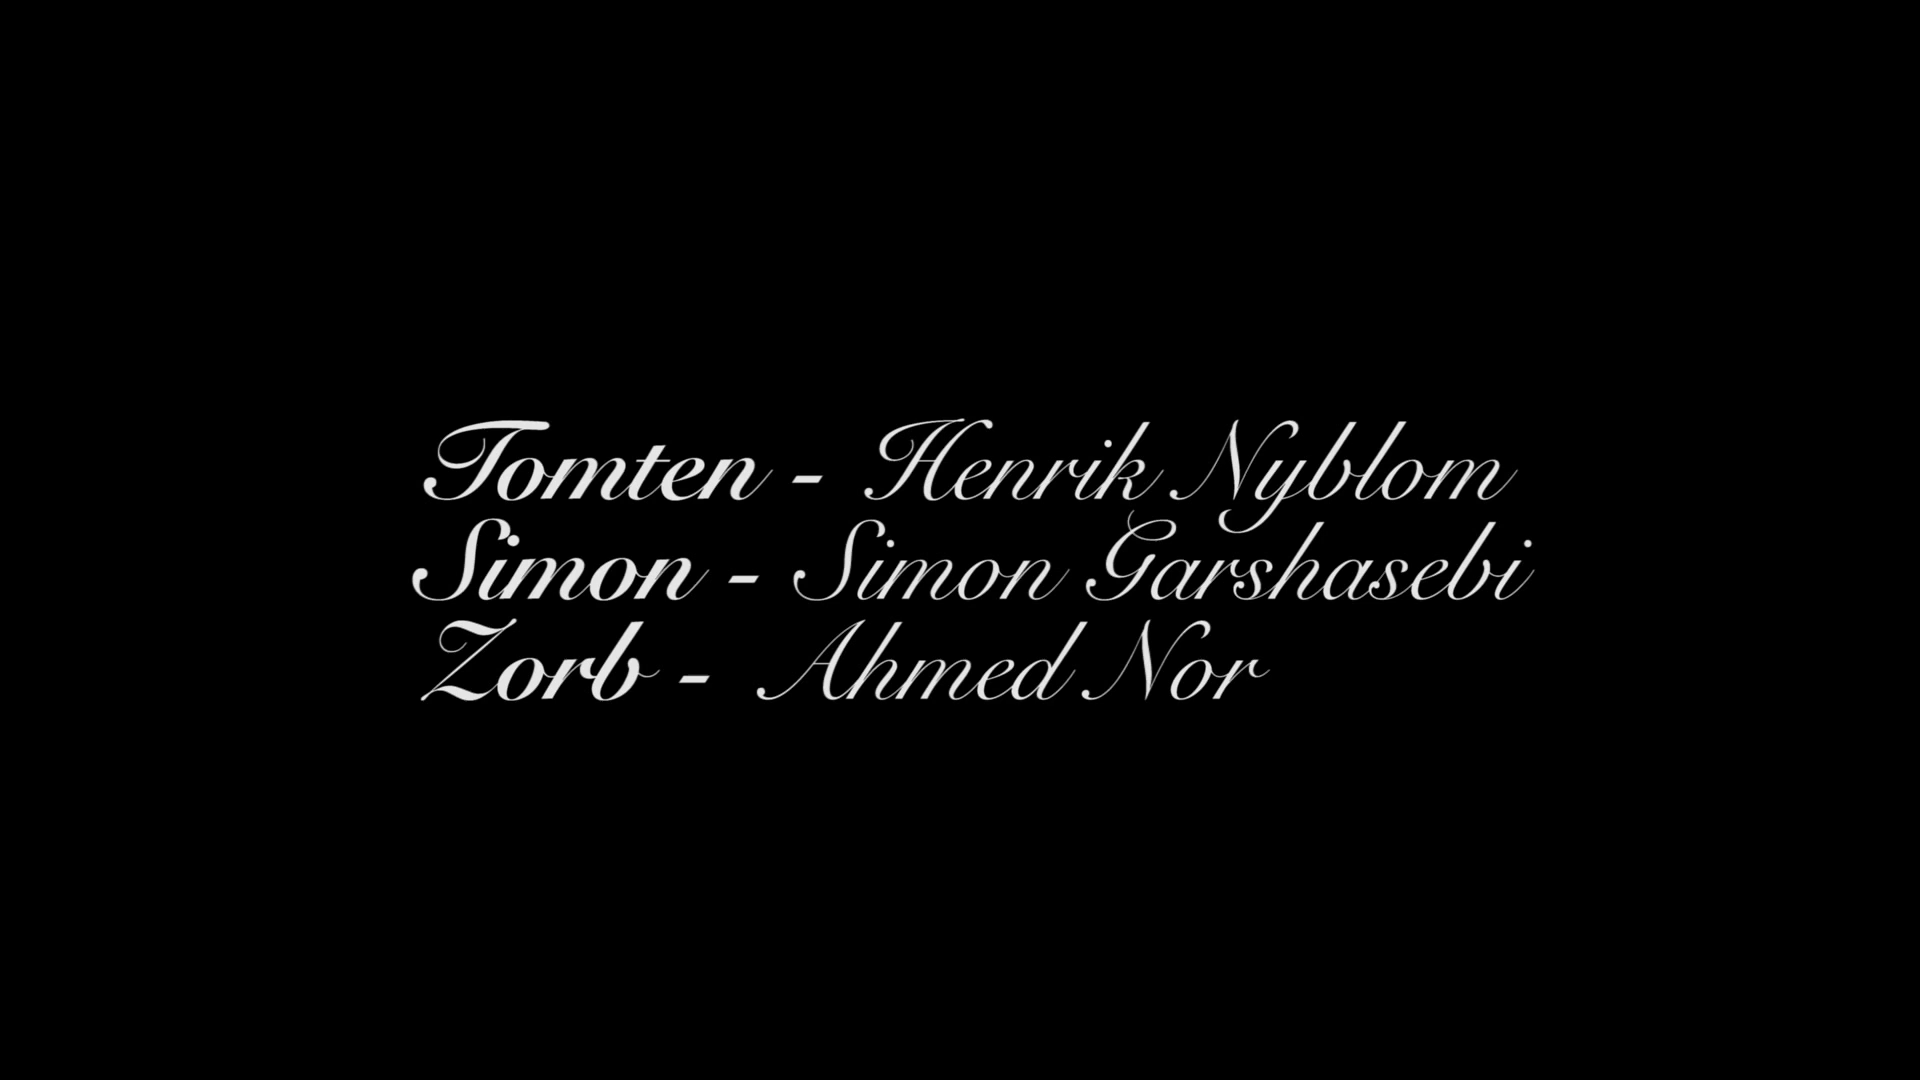 Tomten - Henrik Nyblom
Simon - Simon Garshasebi
Zorb - Ahmed Nor